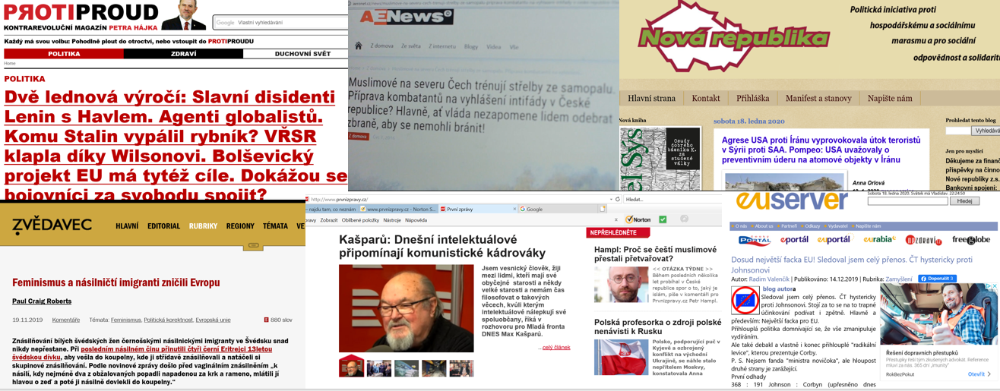 PROTIPROUD
KONTRAREVOLUČNÍ MAGAZÍN PETRA HÁJKA
Google Vlastní vyhledávání
Každý má svou volbu: Pohodlně plout do otroctví, nebo vstoupit do PROTIPROUDU
POLITIKA ZDRAVÍ DUCHOVNÍ SVĚT
Home
POLITIKA
Dvě lednová výročí: Slavní disidenti
Lenin s Havlem. Agenti globalistů.
Komu Stalin vypálil rybník? VŘSR
klapla díky Wilsonovi. Bolševický
projekt EU má tytéž cíle. Dokážou se
bojovníci za svobodu spojit?
AENews
Z domova Ze světa Z internetu Blogy Videa Vše
Muslimové na severu Čech trénují střelby ze samopalu.
Příprava kombatantů na vyhlášení intifády v České
republice? Hlavně, ať vláda nezapomene lidem odebrat
zbraně, aby se nemohli bránit!
Z domova
Nová republika
Politická iniciativa proti
hospodářskému a sociálnímu
marasmu a pro sociální
odpovědnost a solidaritu
Hlavní strana Kontakt Přihláška Manifest a stanovy Napište nám
Nová kniha
el Sýs
Osudy
dobrého
básníka K.
za
studené
války
sobota 18. ledna 2020
Agrese USA proti Íránu vyprovokovala útok teroristů
v Sýrii proti SAA. Pompeo: USA uvažovaly o
preventivním úderu na atomové objekty v Íránu
Anna Orlová
Prohledat tento blog
Vyhledáv
Jen pro myslící
Děkujeme za finan
příspěvky na činno
Nové republiky z.s.
Bankovní spojení:
ZVĚDAVEC
HLAVNÍ EDITORIAL RUBRIKY REGIONY TÉMATA VE
Feminismus a násilničtí imigranti zničili Evropu
Paul Craig Roberts
19.11.2019 Komentáře Témata: Feminismus, Politická korektnost, Evropská unie 880 slov
Znásilňování bílých švédských žen černošskými násilnickými imigranty ve Švédsku snad
nikdy nepřestane. Při posledním násilném činu přinutili čtyři černí Eritrejci 13letou
švédskou dívku, aby vešla do koupelny, kde ji střídavě znásilňovali a natáčeli si
skupinové znásilňování. Podle novinové zprávy došlo před vaginálním znásilněním „k
násilí, kdy nejméně dva z obžalovaných popadli napadenou za krk a rameno, mlátili jí
hlavou o zeď a poté ji násilně dovlekli do koupelny.“
http://www.prvnizpravy.cz/
Hledat...
najdu tam, co neznám www.prvnizpravy.cz - Norton S... První zprávy Google
pravy Zobrazit Oblíbené položky Nástroje Nápověda
Norton
Kašparů: Dnešní intelektuálové
připomínají komunistické kádrováky
Jsem vesnický člověk, žiji
mezi lidmi, kteří mají své
obyčejné starosti a někdy
velké starosti a nemám čas
filosofovat o takových
věcech, kvůli kterým
intelektuálové nálepkují své
spoluobčany, říká v
rozhovoru pro Mladá fronta
DNES Max Kašparů.
...celý článek
NEPŘEHLÉDNĚTE
Hampl: Proč se čeští muslimové
přestali přetvařovat?
<< OTÁZKA TÝDNE >>
Během posledních několika
let probíhal v České
republice spor o to, jaký je
islám, píše v komentáři pro
Prvnizpravy.cz Petr Hampl.
Polská profesorka o zdroji polské
nenávisti k Rusku
Polsko, podporující puč v
Kyjevě a ozbrojený
konflikt na východní
Ukrajině, se náhle stalo
nepřítelem Moskvy,
konstatovala Anna
euserver
Sobota 18. ledna 2020. Svátek má Vladislav, 22:24:50
Hledej
O nás About us Partneři Odkazy Vydavatel Napište nám
PORTAL eportál euportál eurabia nozdravi freeglobe
Dosud největší facka EU! Sledoval jsem celý přenos. ČT hystericky proti
Johnsonovi
Autor: Radim Valenčík | Publikováno: 14.12.2019 | Rubrika: Zamyšlení
Doporučit 3
blog autora
Sledoval jsem celý přenos. ČT hystericky
proti Johnsonovi. Stojí za to se na to trapné
účinkování podívat i zpětně. Hlavně a
především: Největší facka pro EU.
Přihlouplá politika domnívající se, že vše zmanipuluje
vydíráním.
Ale také debakl a vlastně i konec přihlouplé "radikální
levice", kterou prezentuje Corby.
P. S. Nejsem fanda "ministra novičoka", ale hloupost
druhé strany je zarážející.
První odhady
368 : 191 Johnson : Corbyn (upřesněno dnes
Řešení dopravních přestupků
Přestupky řeší tým zkušených advokátů. Reference
mluví za nás. 365 dní „imunity"
RokBezPokut Otevřít